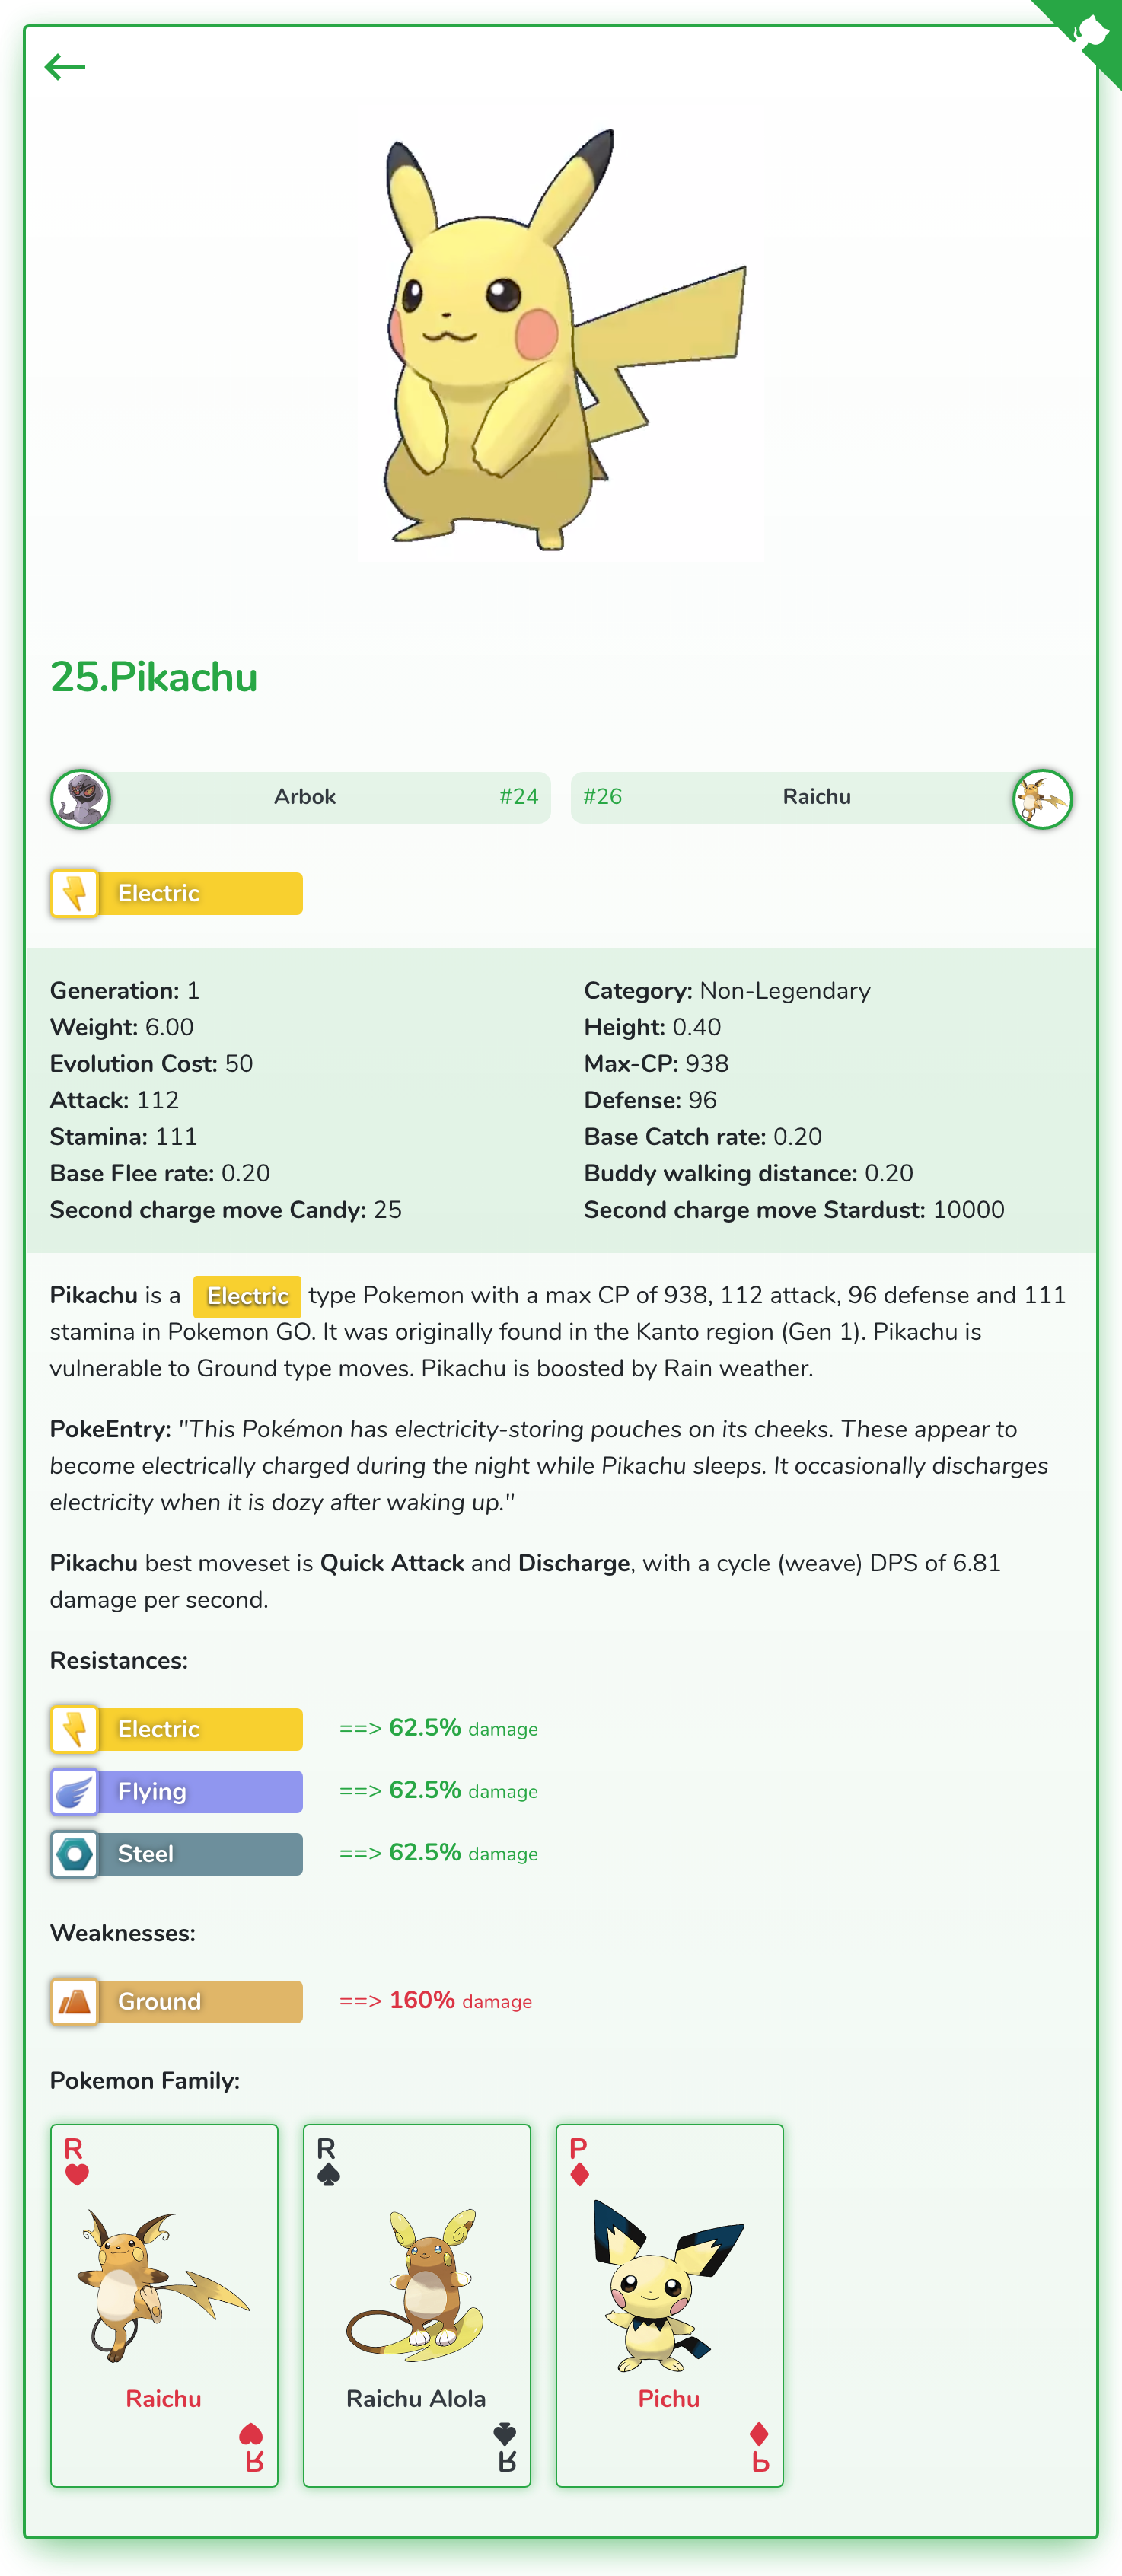 25.Pikachu
Arbok #24 #26 Raichu
Electric
Generation: 1 Category: Non-Legendary
Weight: 6.00 Height: 0.40
Evolution Cost: 50 Max-CP: 938
Attack: 112 Defense: 96
Stamina: 111 Base Catch rate: 0.20
Base Flee rate: 0.20 Buddy walking distance: 0.20
Second charge move Candy: 25 Second charge move Stardust: 10000
Pikachu is a Electric type Pokemon with a max CP of 938, 112 attack, 96 defense and 111
stamina in Pokemon GO. It was originally found in the Kanto region (Gen 1). Pikachu is
vulnerable to Ground type moves. Pikachu is boosted by Rain weather.
PokeEntry: "This Pokémon has electricity-storing pouches on its cheeks. These appear to
become electrically charged during the night while Pikachu sleeps. It occasionally discharges
electricity when it is dozy after waking up."
Pikachu best moveset is Quick Attack and Discharge, with a cycle (weave) DPS of 6.81
damage per second.
Resistances:
Electric ==> 62.5% damage
Flying ==> 62.5% damage
Steel ==> 62.5% damage
Weaknesses:
Ground ==> 160% damage
Pokemon Family:
R R P
Raichu Raichu Alola Pichu
R R P